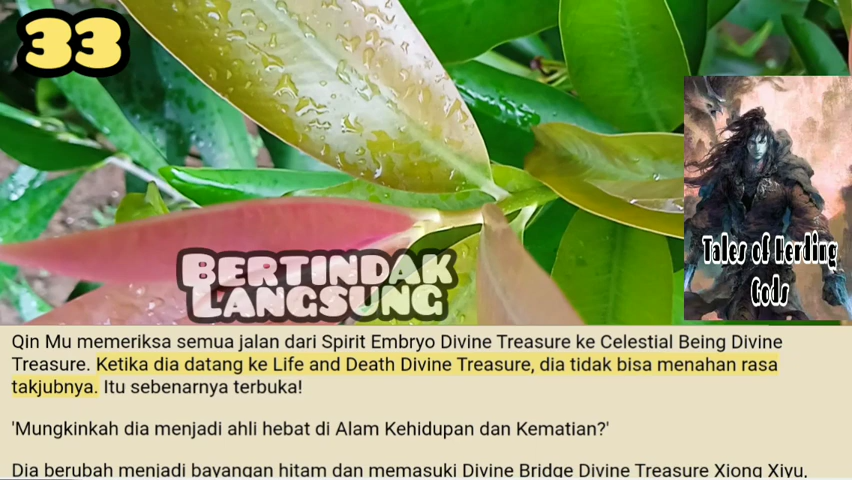 33
BERTINDAK
LANGSUNG
Tales of Herding
Gods
Qin Mu memeriksa semua jalan dari Spirit Embryo Divine Treasure ke Celestial Being Divine
Treasure. Ketika dia datang ke Life and Death Divine Treasure, dia tidak bisa menahan rasa
takjubnya. Itu sebenarnya terbuka!
'Mungkinkah dia menjadi ahli hebat di Alam Kehidupan dan Kematian?'
Dia berubah menjadi bayangan hitam dan memasuki Divine Bridge Divine Treasure Xiong Xiyu,